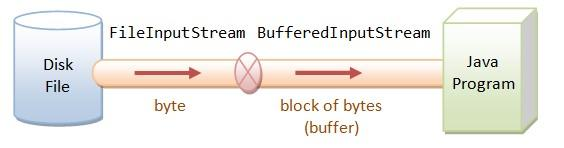 FileInputStream BufferedInputStream
Disk
File
Java
Program
byte
block of bytes
(buffer)